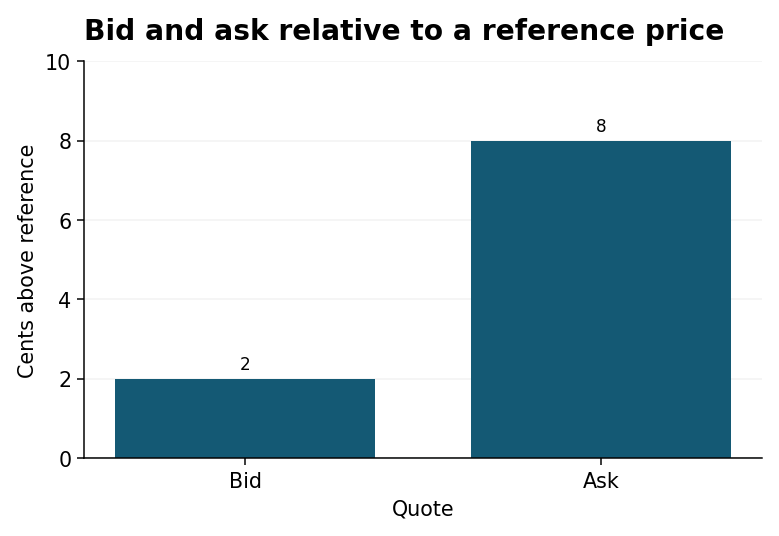 Bid and ask relative to a reference price
Cents above reference
10
8
6
4
2
0
2
8
Bid
Ask
Quote